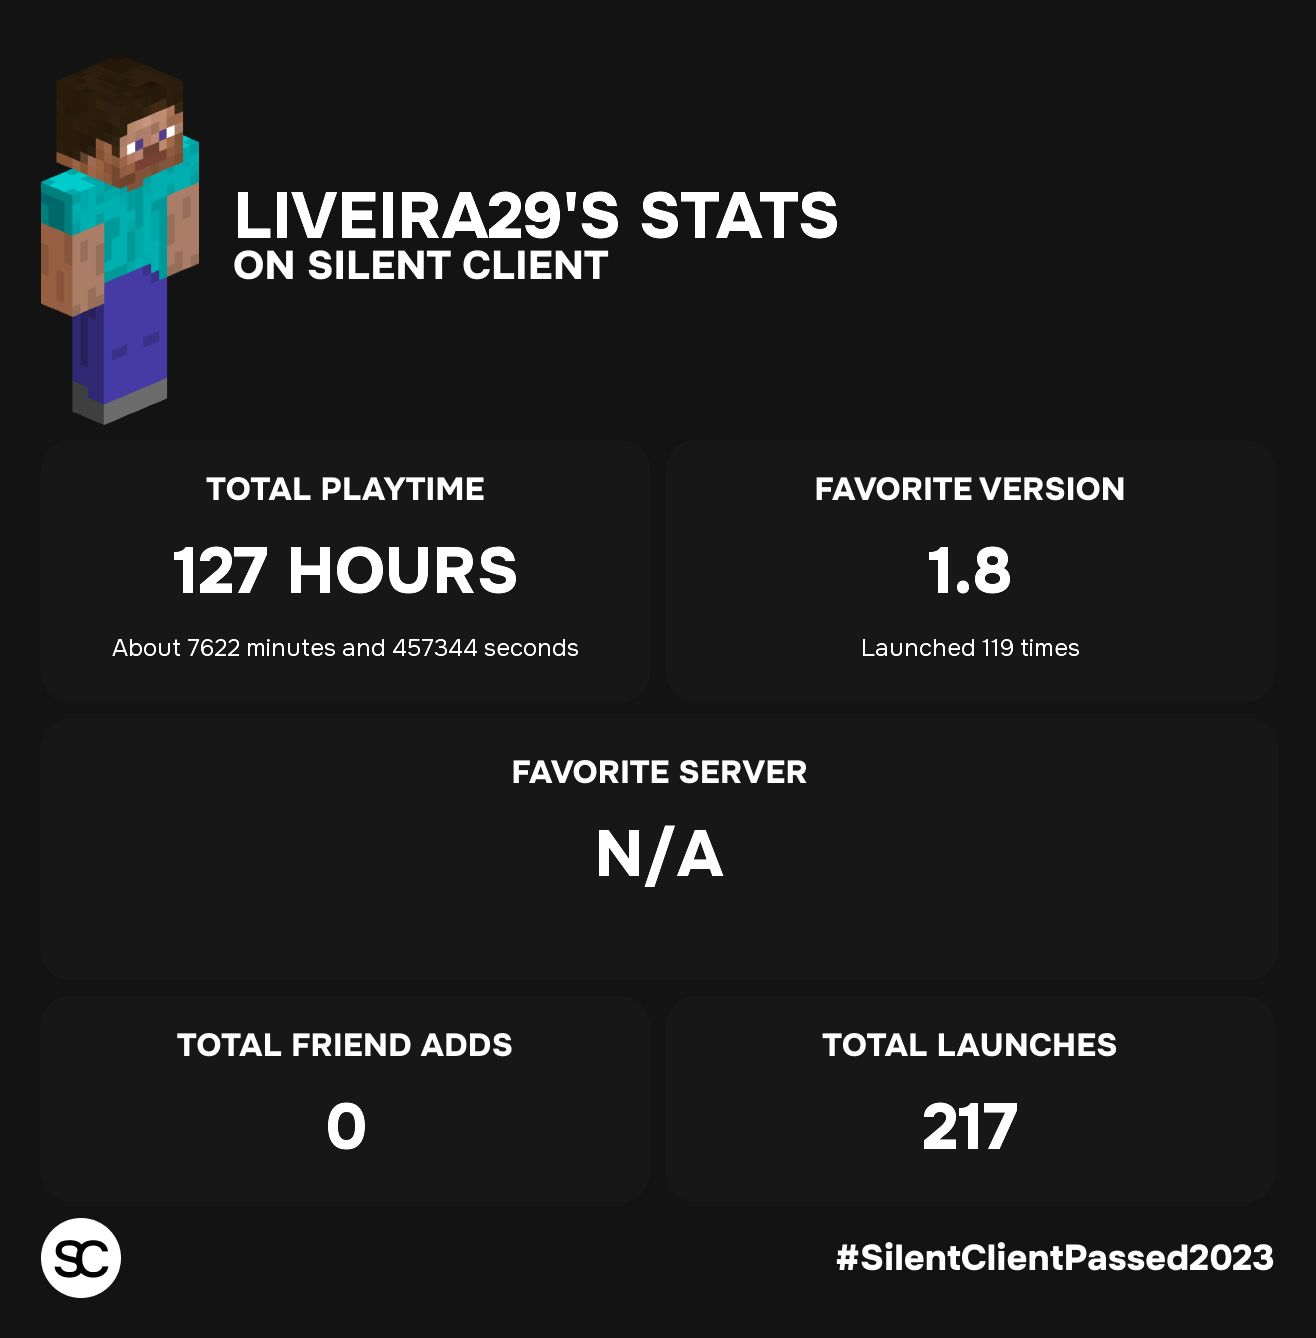 LIVEIRA29'S STATS
ON SILENT CLIENT
TOTAL PLAYTIME
127 HOURS
About 7622 minutes and 457344 seconds
FAVORITE VERSION
1.8
Launched 119 times
FAVORITE SERVER
N/A
TOTAL FRIEND ADDS
0
TOTAL LAUNCHES
217
SC
#SilentClientPassed2023